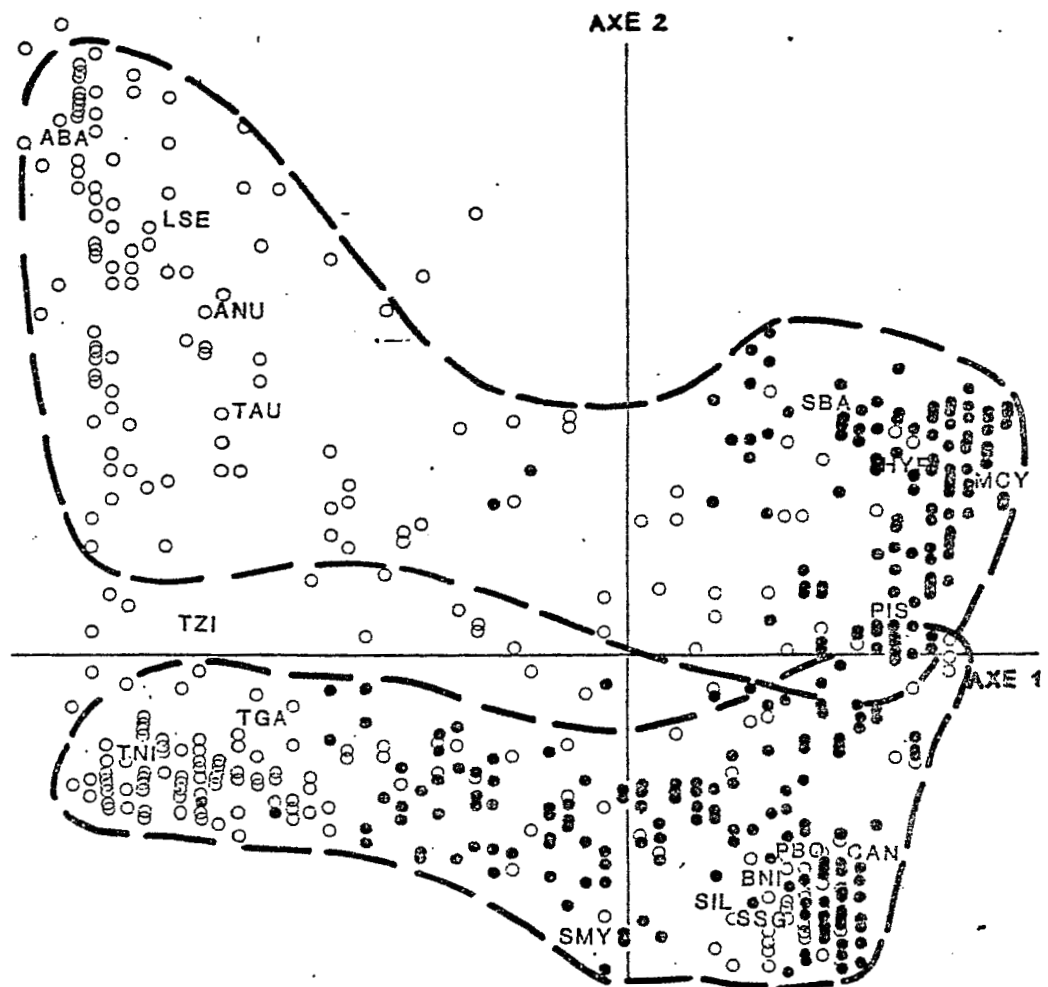 AXE 2
ABA
LSE
ANU
TAU
SBA
HYP
MCY
PIS
TZI
AXE 1
TGA
TNI
PBO CAN
BNI
SIL
SSG
SMY